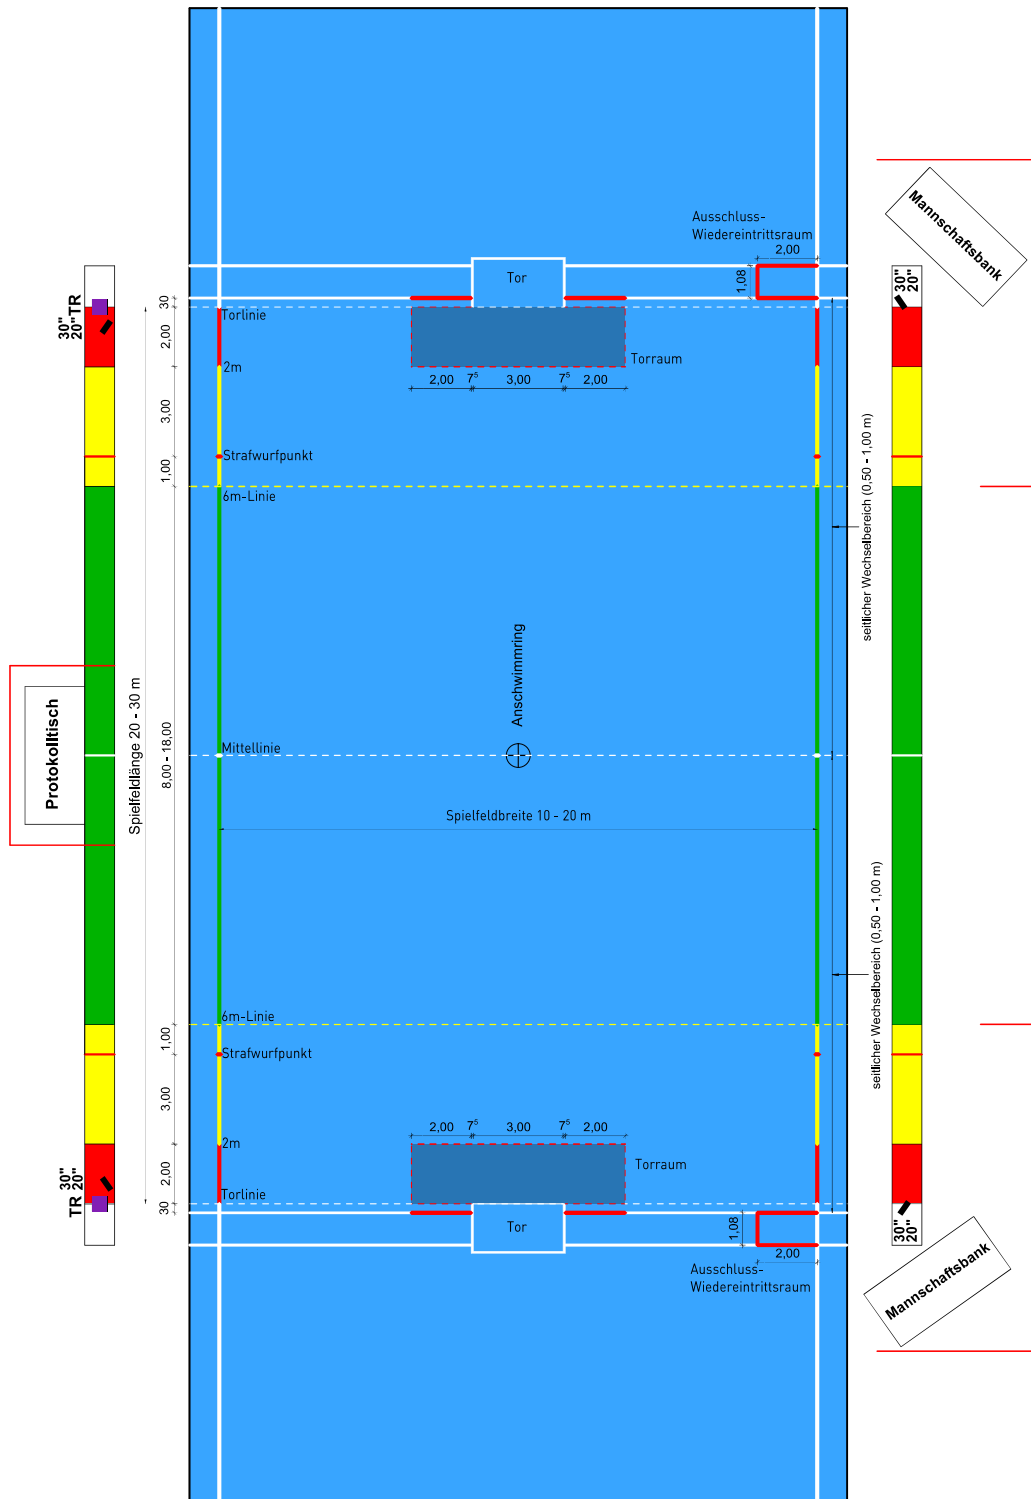 Ausschluss-
Wiedereintrittsraum
2,00
1,08
Mannschaftsbank
Tor
30"
20"TR
30
30"
20"
Torlinie
2,00
Torraum
2m
2,00
7⁵
3,00
7⁵
2,00
3,00
Strafwurfpunkt
1,00
6m-Linie
seitlicher Wechselbereich (0,50 - 1,00 m)
Anschwimmring
Protokolltisch
Spielfeldlänge 20 - 30 m
8,00 - 18,00
Mittellinie
Spielfeldbreite 10 - 20 m
seitlicher Wechselbereich (0,50 - 1,00 m)
6m-Linie
1,00
Strafwurfpunkt
3,00
2,00
7⁵
3,00
7⁵
2,00
2m
Torraum
30"
TR 20"
2,00
Torlinie
30
Tor
1,08
30"
20"
2,00
Ausschluss-
Wiedereintrittsraum
Mannschaftsbank